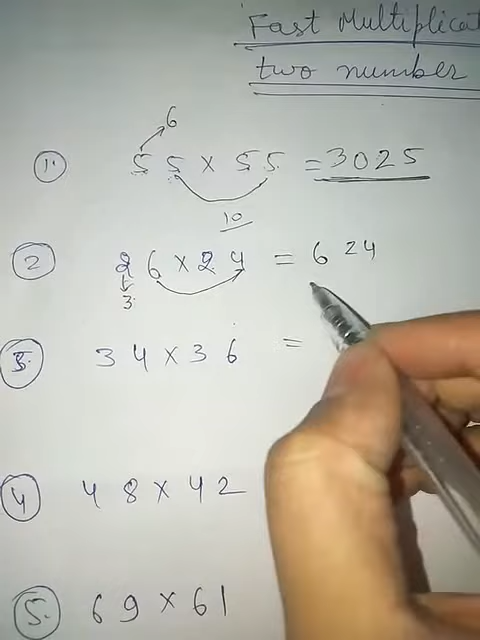 Fast Multiplicat
two number
6
1. 55 × 55 = 3025
10
2 26 × 24 = 624
3
3. 34 × 36 =
4 48 × 42
5. 69 × 61